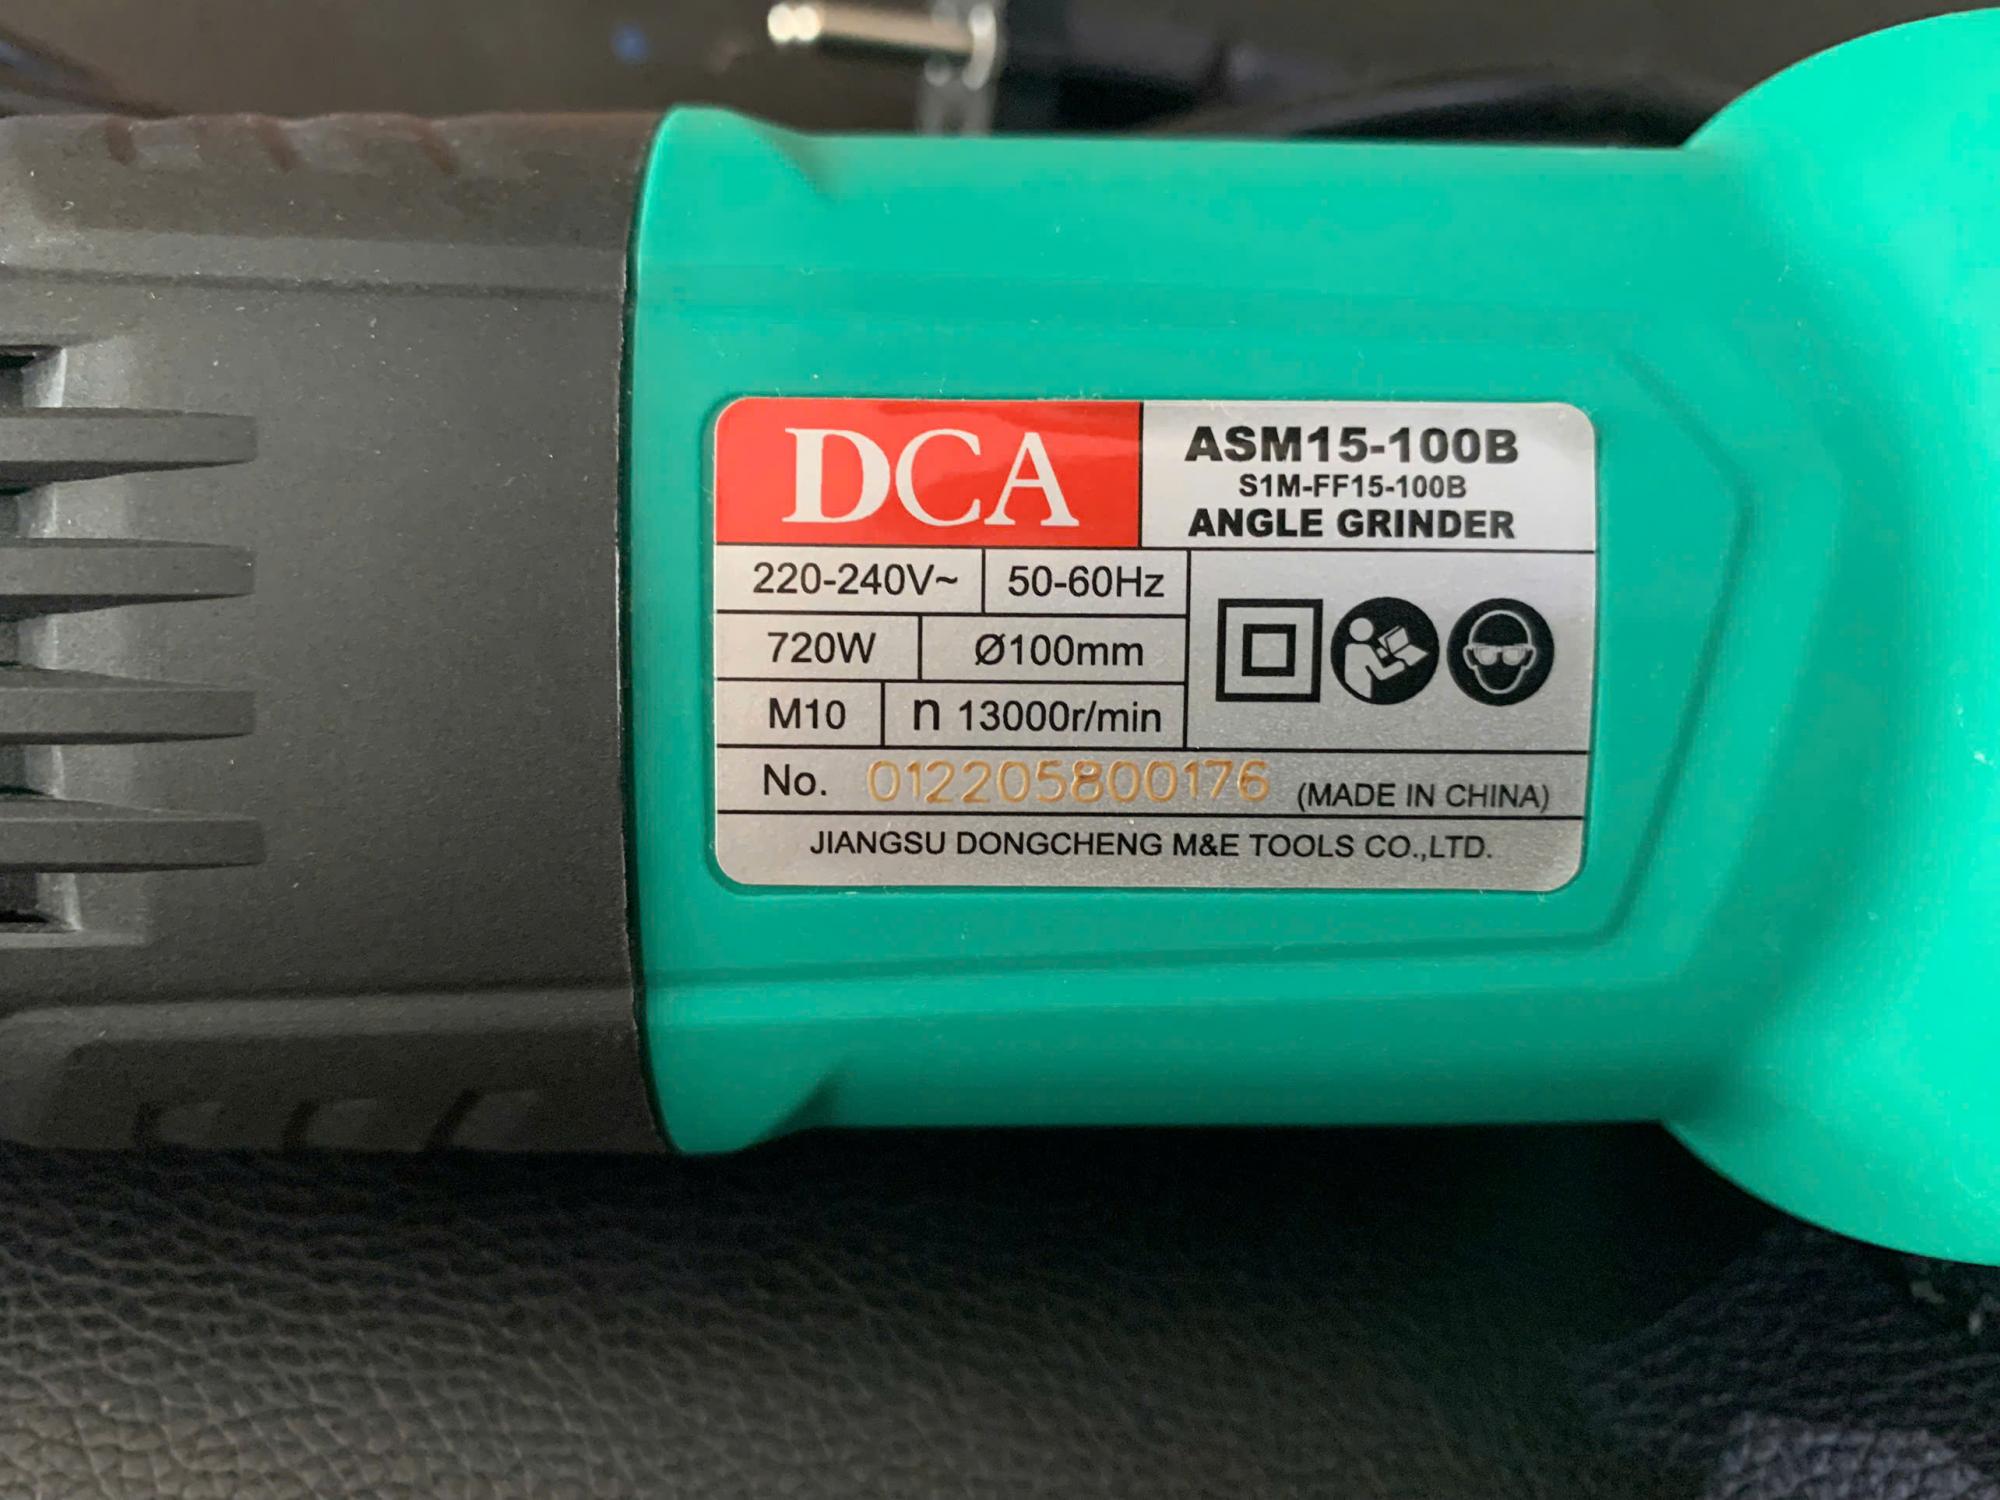 DCA
ASM15-100B
S1M-FF15-100B
ANGLE GRINDER
220-240V~ 50-60Hz
720W Ø100mm
M10 n 13000r/min
No. 012205800176 (MADE IN CHINA)
JIANGSU DONGCHENG M&E TOOLS CO.,LTD.